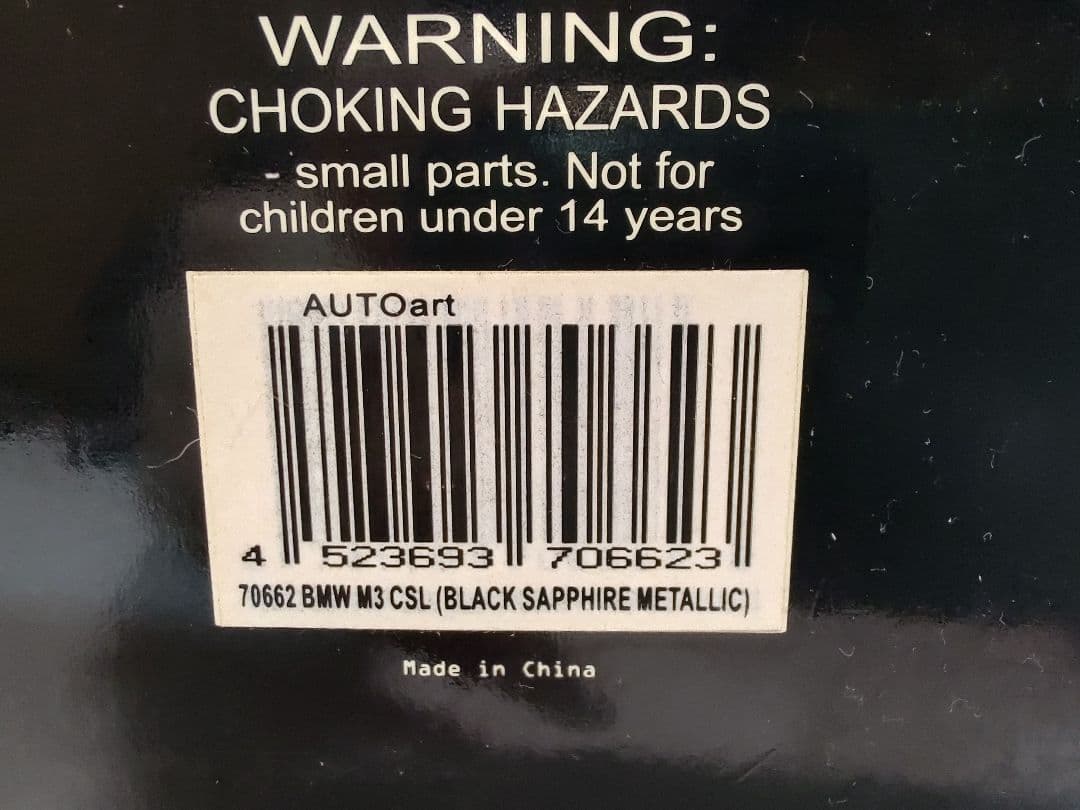 WARNING:
CHOKING HAZARDS
- small parts. Not for
children under 14 years
AUTOart
4 523693 706623
70662 BMW M3 CSL (BLACK SAPPHIRE METALLIC)
Made in China